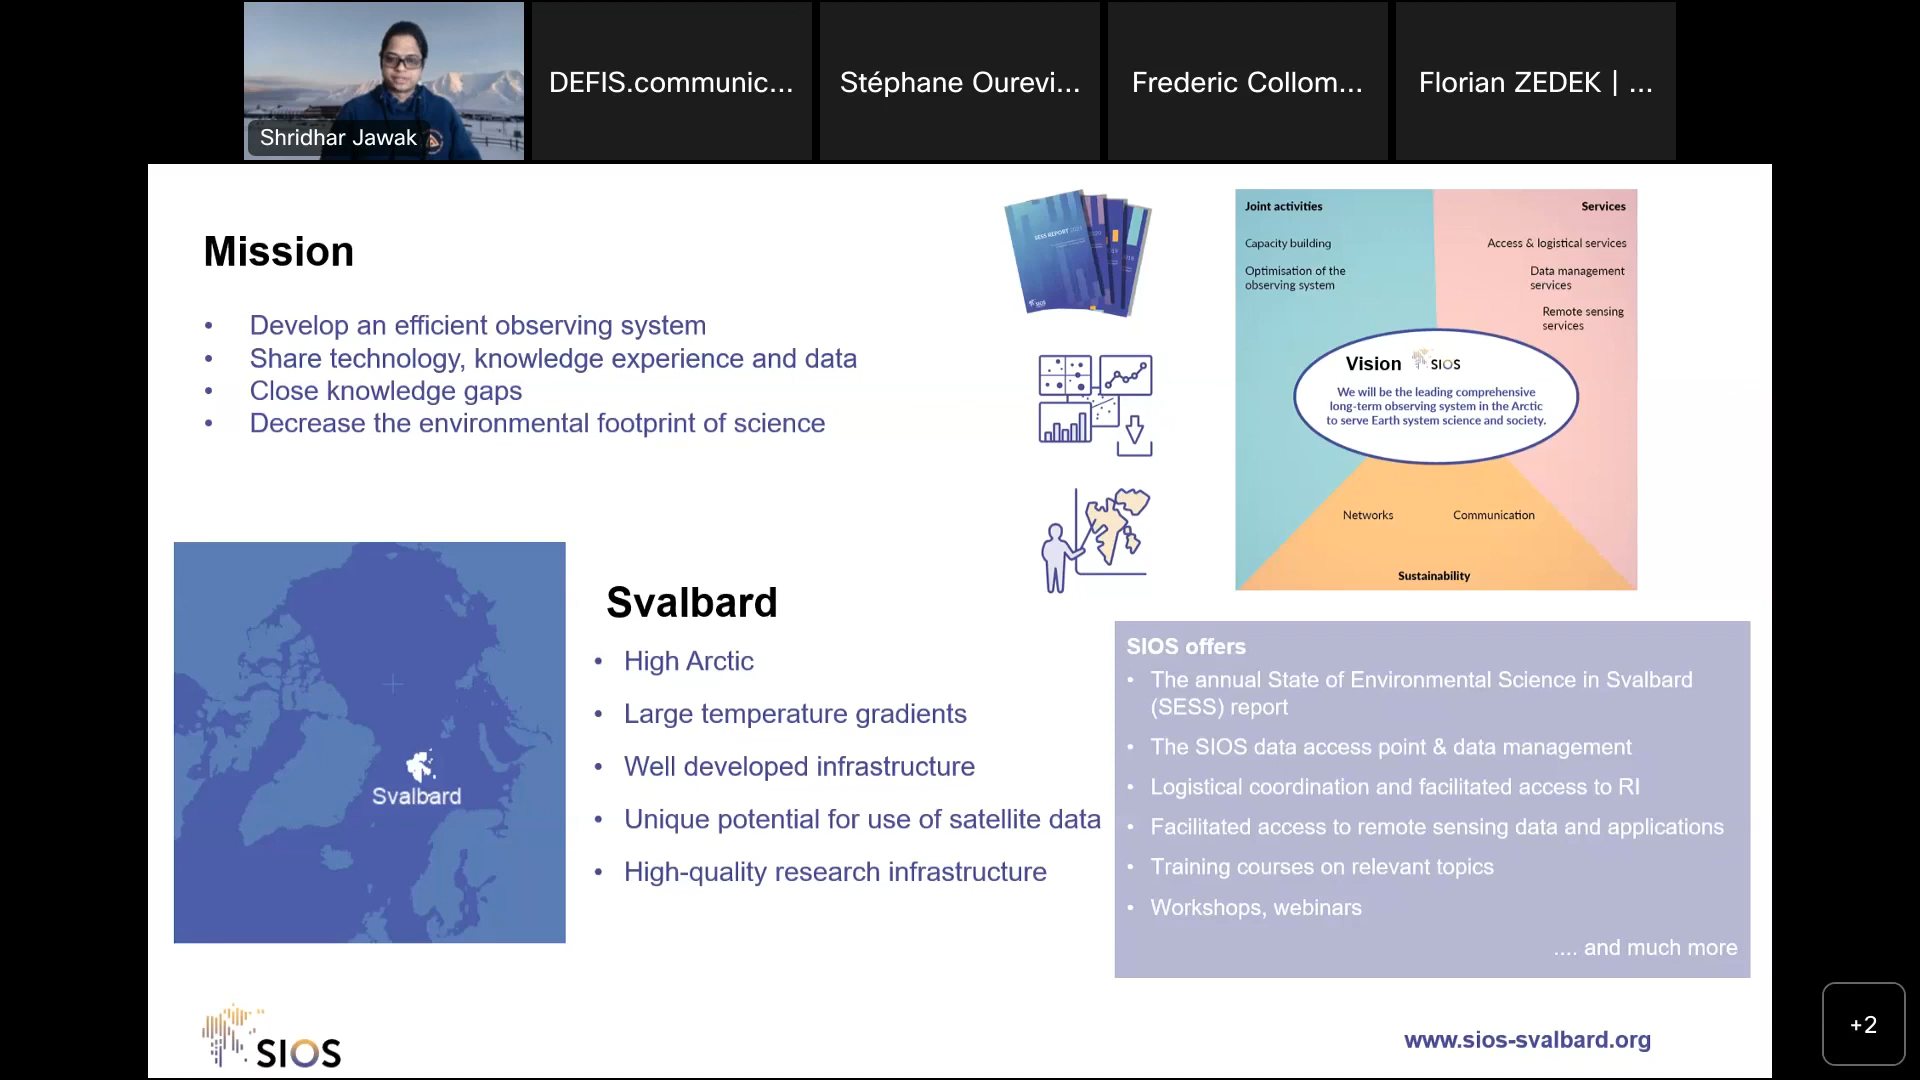 Shridhar Jawak
DEFIS.communic...
Stéphane Ourevi...
Frederic Collom...
Florian ZEDEK | ...
Mission
• Develop an efficient observing system
• Share technology, knowledge experience and data
• Close knowledge gaps
• Decrease the environmental footprint of science
SESS REPORT
Joint activities
Capacity building
Optimisation of the
observing system
Services
Access & logistical services
Data management
services
Remote sensing
services
Vision SIOS
We will be the leading comprehensive
long-term observing system in the Arctic
to serve Earth system science and society.
Networks
Communication
Sustainability
Svalbard
Svalbard
• High Arctic
• Large temperature gradients
• Well developed infrastructure
• Unique potential for use of satellite data
• High-quality research infrastructure
SIOS offers
• The annual State of Environmental Science in Svalbard
(SESS) report
• The SIOS data access point & data management
• Logistical coordination and facilitated access to RI
• Facilitated access to remote sensing data and applications
• Training courses on relevant topics
• Workshops, webinars
.... and much more
SIOS
www.sios-svalbard.org
+2